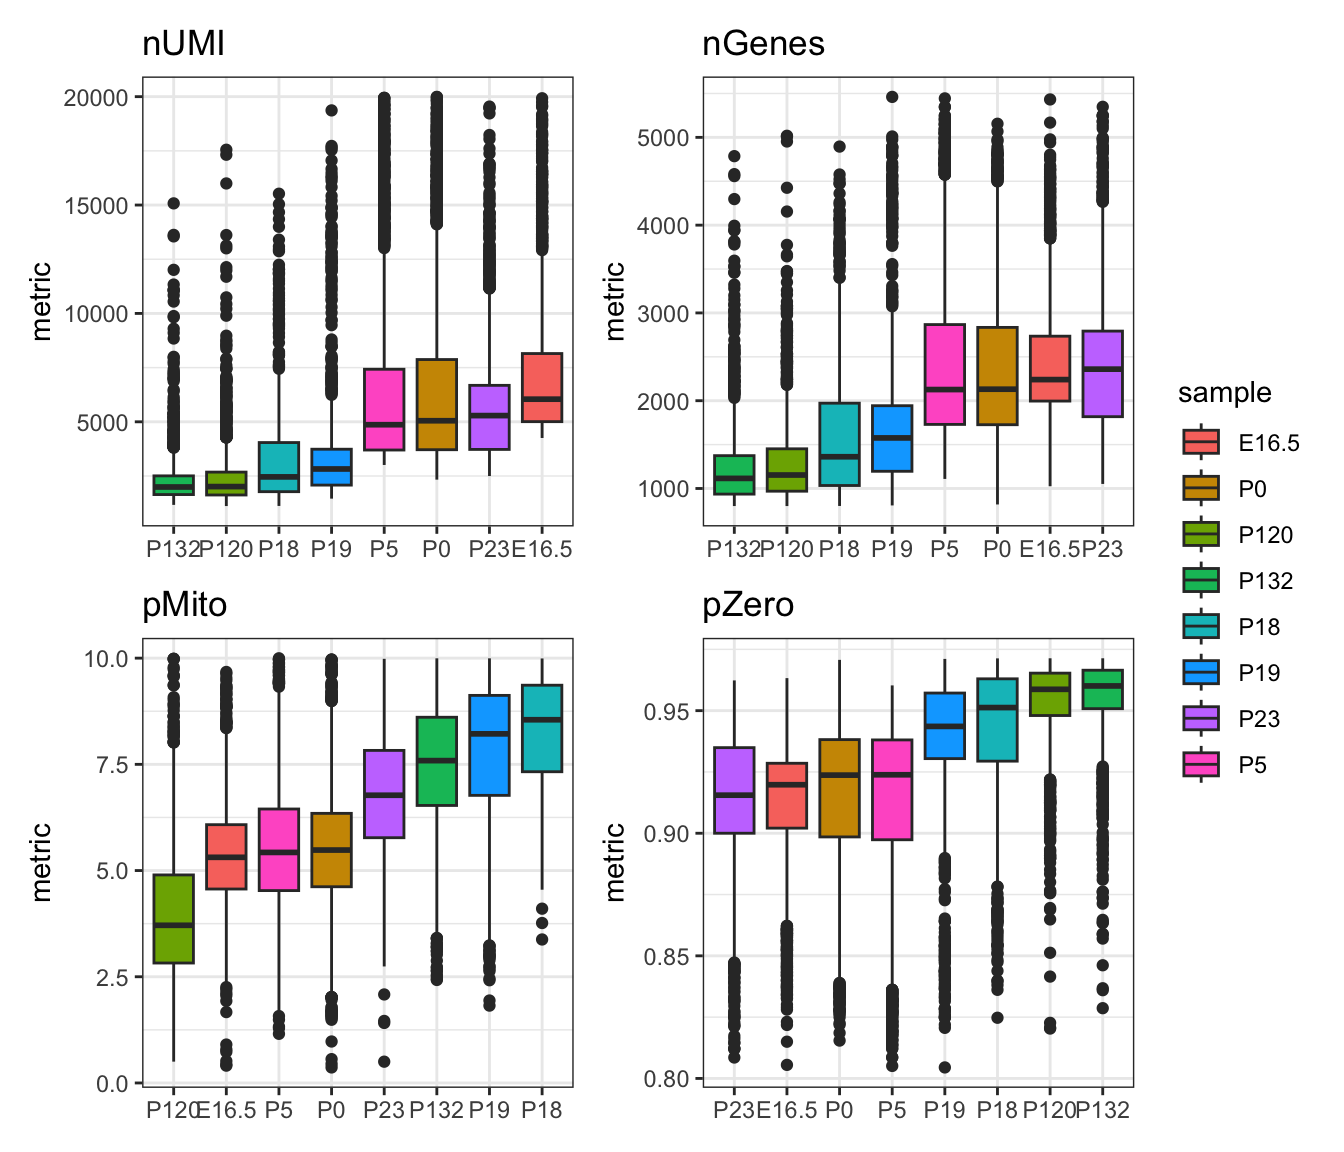 nUMI
metric
20000
15000
10000
5000
P132 P120 P18 P19 P5 P0 P23 E16.5
nGenes
metric
5000
4000
3000
2000
1000
P132 P120 P18 P19 P5 P0 E16.5 P23
pMito
metric
10.0
7.5
5.0
2.5
0.0
P120 E16.5 P5 P0 P23 P132 P19 P18
pZero
metric
0.95
0.90
0.85
0.80
P23 E16.5 P0 P5 P19 P18 P120 P132
sample
E16.5
P0
P120
P132
P18
P19
P23
P5